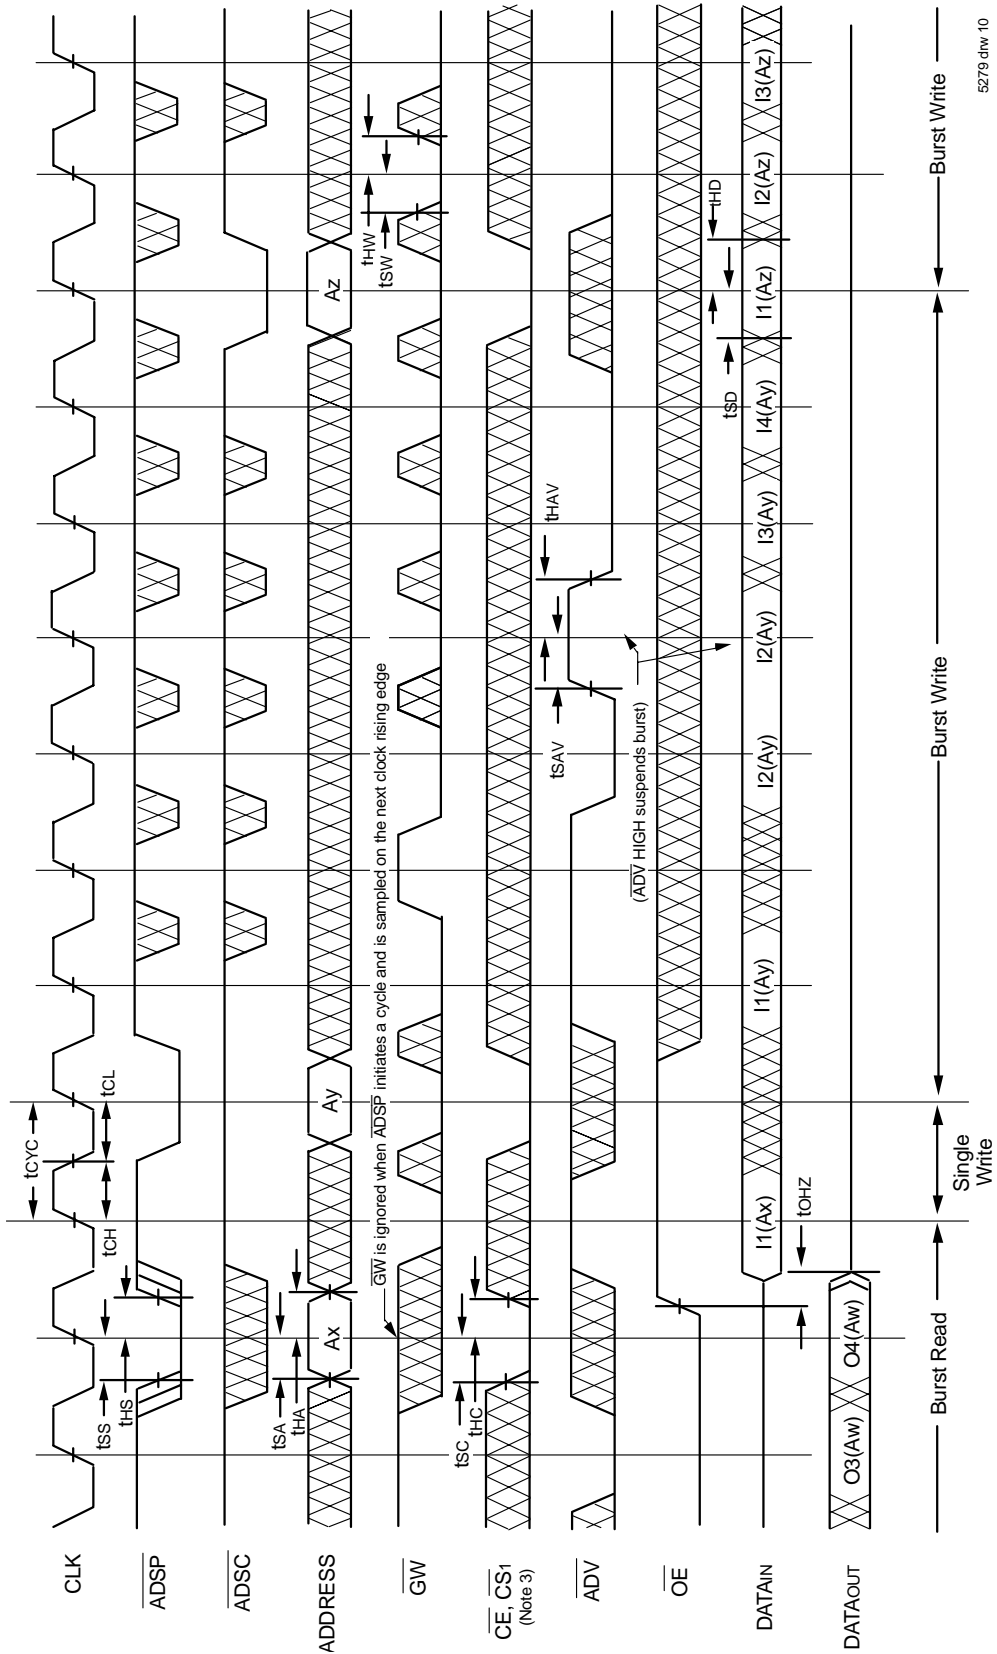 CLK
tCYC
tCH
tCL
ADSP
tSS
tHS
ADSC
ADDRESS
tSA
tHA
Ax
Ay
Az
GW
GW is ignored when ADSP initiates a cycle and is sampled on the next clock rising edge
tHW
tSW
CE, CS1
(Note 3)
tSC
tHC
ADV
tSAV
tHAV
(ADV HIGH suspends burst)
OE
DATAIN
I1(Ax)
I1(Ay)
I2(Ay)
I2(Ay)
I3(Ay)
I4(Ay)
I1(Az)
I2(Az)
I3(Az)
tSD
tHD
tOHZ
DATAOUT
O3(Aw)
O4(Aw)
Burst Read
Single
Write
Burst Write
Burst Write
5279 drw 10